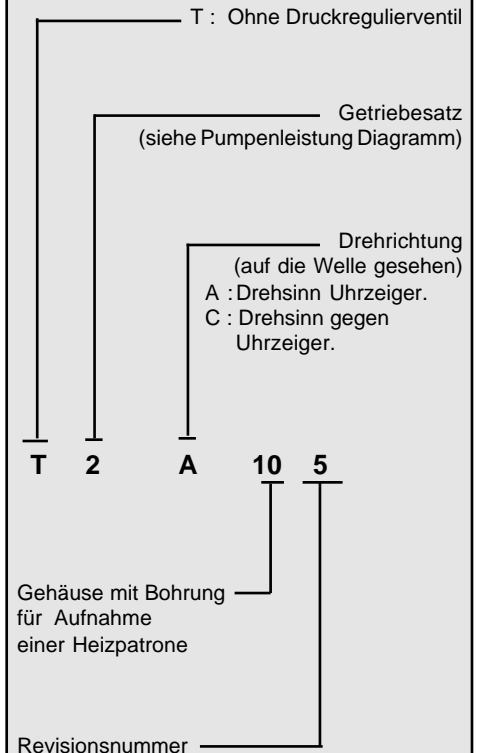 T : Ohne Druckregulierventil
Getriebesatz
(siehe Pumpenleistung Diagramm)
Drehrichtung
(auf die Welle gesehen)
A : Drehsinn Uhrzeiger.
C : Drehsinn gegen
Uhrzeiger.
T 2 A 10 5
Gehäuse mit Bohrung
für Aufnahme
einer Heizpatrone
Revisionsnummer